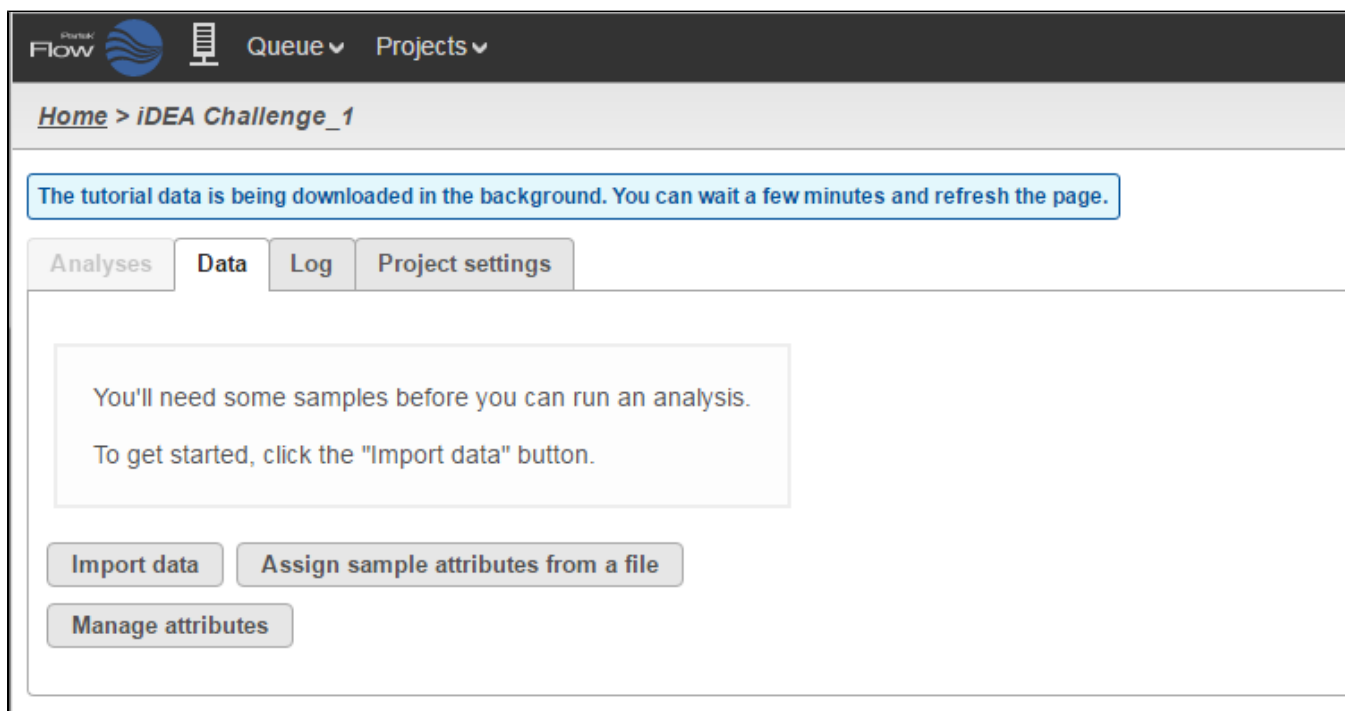 Partek
Flow
Queue Projects
Home > iDEA Challenge_1
The tutorial data is being downloaded in the background. You can wait a few minutes and refresh the page.
Analyses Data Log Project settings
You'll need some samples before you can run an analysis.
To get started, click the "Import data" button.
Import data Assign sample attributes from a file
Manage attributes